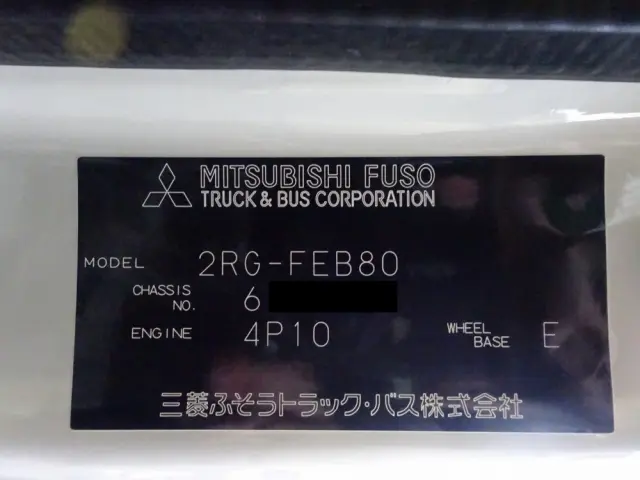 MITSUBISHI FUSO
TRUCK & BUS CORPORATION
MODEL 2RG-FEB80
CHASSIS NO. 6
ENGINE 4P10 WHEEL BASE E
三菱ふそうトラック・バス株式会社